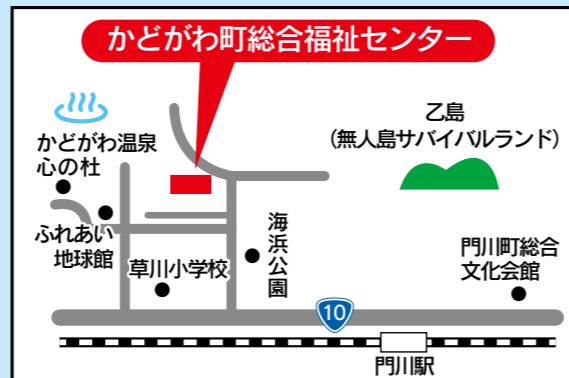 かどがわ町総合福祉センター
乙島
（無人島サバイバルランド）
かどがわ温泉
心の杜
ふれあい
地球館
草川小学校
海浜公園
門川町総合
文化会館
10
門川駅